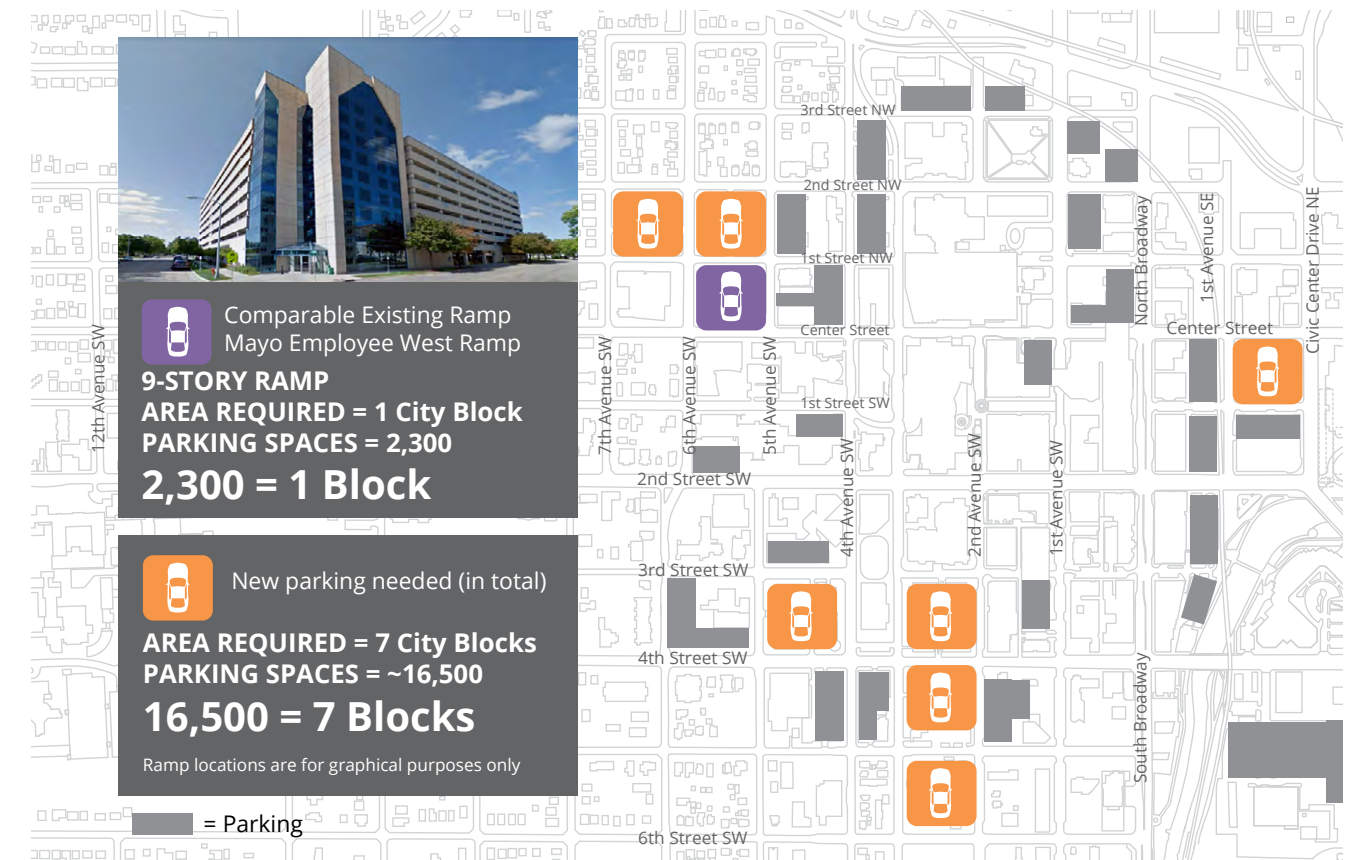 Comparable Existing Ramp
Mayo Employee West Ramp
9-STORY RAMP
AREA REQUIRED = 1 City Block
PARKING SPACES = 2,300
2,300 = 1 Block
New parking needed (in total)
AREA REQUIRED = 7 City Blocks
PARKING SPACES = ~16,500
16,500 = 7 Blocks
Ramp locations are for graphical purposes only
= Parking
3rd Street NW
2nd Street NW
1st Street NW
Center Street
Center Street
1st Street SW
2nd Street SW
3rd Street SW
4th Street SW
6th Street SW
12th Avenue SW
7th Avenue SW
6th Avenue SW
5th Avenue SW
4th Avenue SW
2nd Avenue SW
1st Avenue SW
North Broadway
South Broadway
1st Avenue SE
Civic Center Drive NE